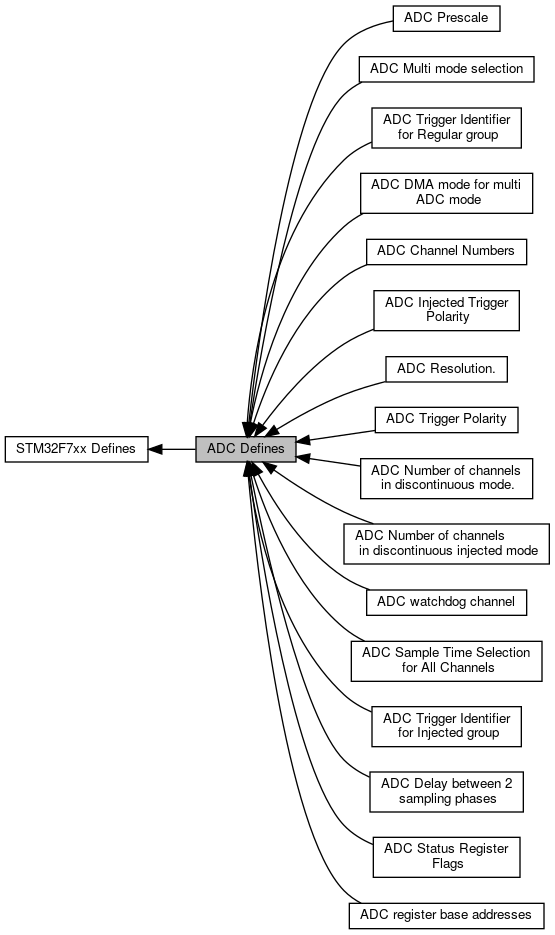 ADC Prescale
ADC Multi mode selection
ADC Trigger Identifier
for Regular group
ADC DMA mode for multi
ADC mode
ADC Channel Numbers
ADC Injected Trigger
Polarity
ADC Resolution.
ADC Trigger Polarity
STM32F7xx Defines
ADC Defines
ADC Number of channels
in discontinuous mode.
ADC Number of channels
in discontinuous injected mode
ADC watchdog channel
ADC Sample Time Selection
for All Channels
ADC Trigger Identifier
for Injected group
ADC Delay between 2
sampling phases
ADC Status Register
Flags
ADC register base addresses